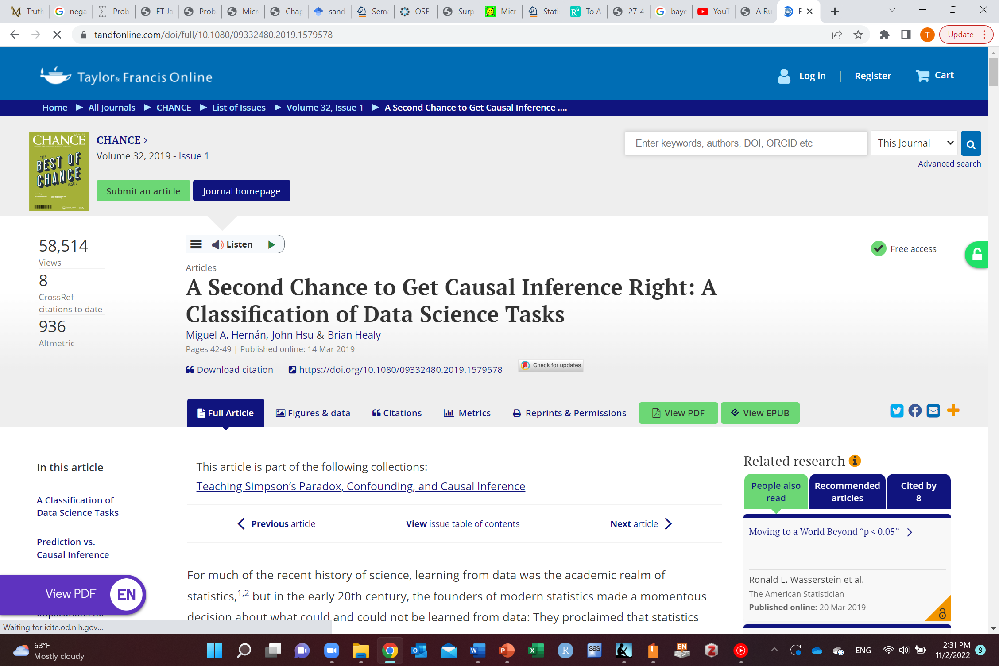 Truth
nega
Prob
ET Ja
Prob
Micr
Chap
sand
Sem
OSF
Surp
Micr
Stati
To A
27-4
baye
YouT
A Ru
F
tandfonline.com/doi/full/10.1080/09332480.2019.1579578
T
Update
Taylor & Francis Online
Log in | Register
Cart
Home ▶ All Journals ▶ CHANCE ▶ List of Issues ▶ Volume 32, Issue 1 ▶ A Second Chance to Get Causal Inference ....
CHANCE
THE
BEST OF
CHANCE
ISSUE
CHANCE >
Volume 32, 2019 - Issue 1
Enter keywords, authors, DOI, ORCID etc
This Journal
Advanced search
Submit an article
Journal homepage
58,514
Views
8
CrossRef
citations to date
936
Altmetric
Listen
Free access
Articles
A Second Chance to Get Causal Inference Right: A
Classification of Data Science Tasks
Miguel A. Hernán, John Hsu & Brian Healy
Pages 42-49 | Published online: 14 Mar 2019
Download citation
https://doi.org/10.1080/09332480.2019.1579578
Check for updates
Full Article
Figures & data
Citations
Metrics
Reprints & Permissions
View PDF
View EPUB
In this article
A Classification of
Data Science Tasks
Prediction vs.
Causal Inference
Implications for
View PDF
EN
This article is part of the following collections:
Teaching Simpson's Paradox, Confounding, and Causal Inference
Previous article
View issue table of contents
Next article
For much of the recent history of science, learning from data was the academic realm of
statistics,1,2 but in the early 20th century, the founders of modern statistics made a momentous
decision about what could and could not be learned from data: They proclaimed that statistics
Related research
People also
read
Recommended
articles
Cited by
8
Moving to a World Beyond “p < 0.05”
Ronald L. Wasserstein et al.
The American Statistician
Published online: 20 Mar 2019
Waiting for icite.od.nih.gov...
63°F
Mostly cloudy
ENG
2:31 PM
11/2/2022
9